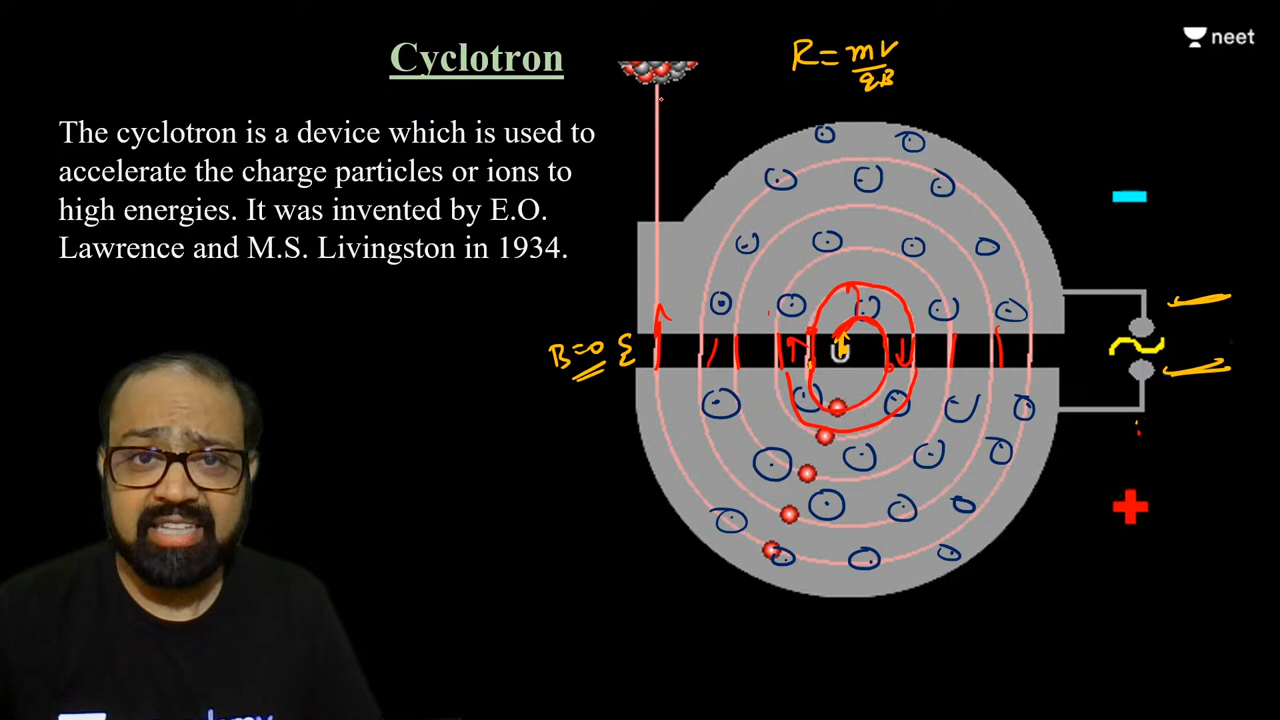 Cyclotron
R = mv/qB
neet
The cyclotron is a device which is used to
accelerate the charge particles or ions to
high energies. It was invented by E.O.
Lawrence and M.S. Livingston in 1934.
B=0